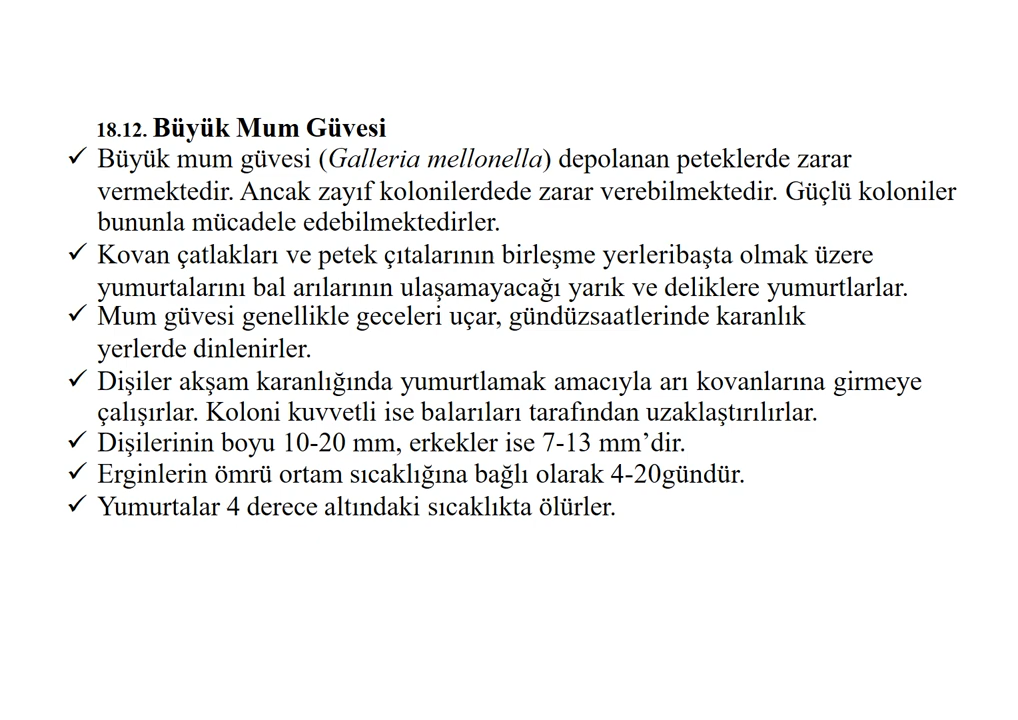 18.12. Büyük Mum Güvesi
✓ Büyük mum güvesi (Galleria mellonella) depolanan peteklerde zarar
vermektedir. Ancak zayıf kolonilerdede zarar verebilmektedir. Güçlü koloniler
bununla mücadele edebilmektedirler.
✓ Kovan çatlakları ve petek çıtalarının birleşme yerleribaşta olmak üzere
yumurtalarını bal arılarının ulaşamayacağı yarık ve deliklere yumurtlarlar.
✓ Mum güvesi genellikle geceleri uçar, gündüzsaatlerinde karanlık
yerlerde dinlenirler.
✓ Dişiler akşam karanlığında yumurtlamak amacıyla arı kovanlarına girmeye
çalışırlar. Koloni kuvvetli ise balarıları tarafından uzaklaştırılırlar.
✓ Dişilerinin boyu 10-20 mm, erkekler ise 7-13 mm’dir.
✓ Erginlerin ömrü ortam sıcaklığına bağlı olarak 4-20gündür.
✓ Yumurtalar 4 derece altındaki sıcaklıkta ölürler.